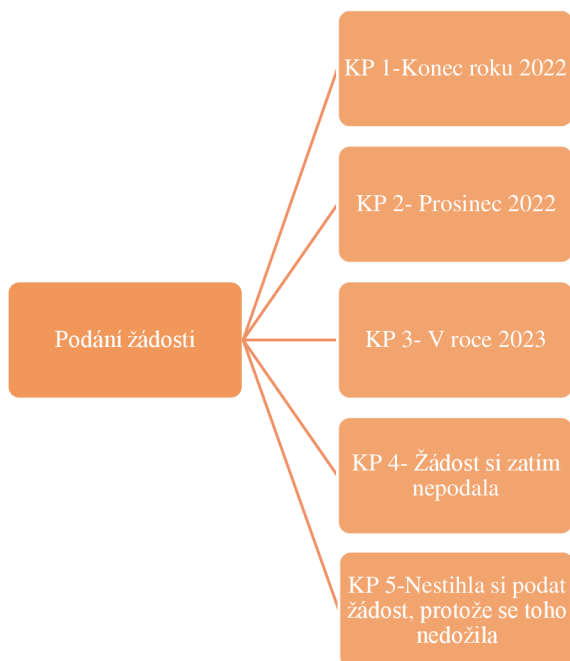 KP 1-Konec roku 2022
KP 2- Prosinec 2022
Podání žádosti
KP 3- V roce 2023
KP 4- Žádost si zatím
nepodala
KP 5-Nestihla si podat
žádost, protože se toho
nedožila